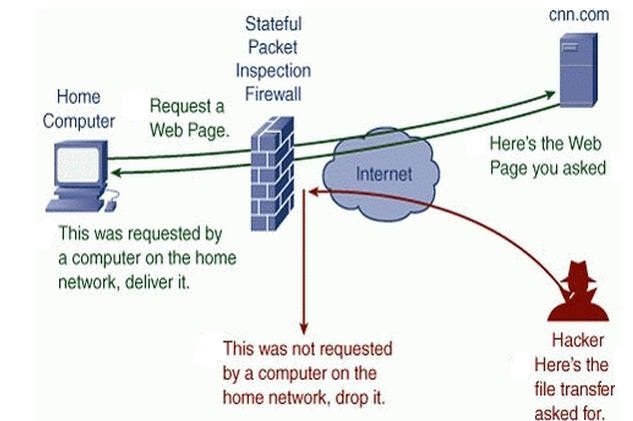 cnn.com
Stateful
Packet
Inspection
Firewall
Home
Computer
Request a
Web Page.
Internet
Here's the Web
Page you asked
This was requested by
a computer on the home
network, deliver it.
This was not requested
by a computer on the
home network, drop it.
Hacker
Here's the
file transfer
asked for.